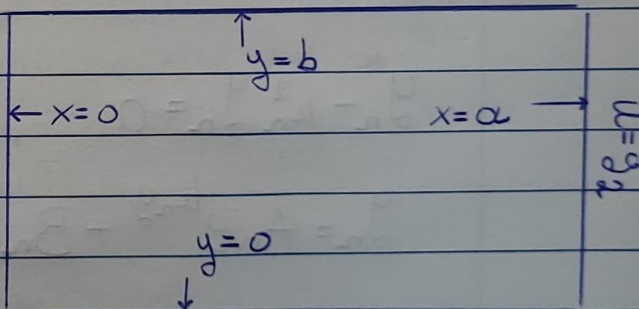 y=b
x=0 x=a
u=g₂
y=0